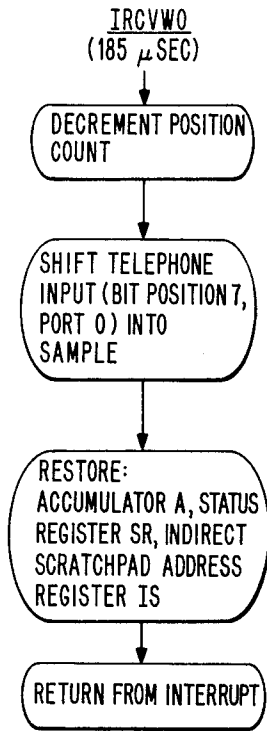 IRCVWO
(185 μSEC)
DECREMENT POSITION
COUNT
SHIFT TELEPHONE
INPUT (BIT POSITION 7,
PORT 0) INTO
SAMPLE
RESTORE:
ACCUMULATOR A, STATUS
REGISTER SR, INDIRECT
SCRATCHPAD ADDRESS
REGISTER IS
RETURN FROM INTERRUPT